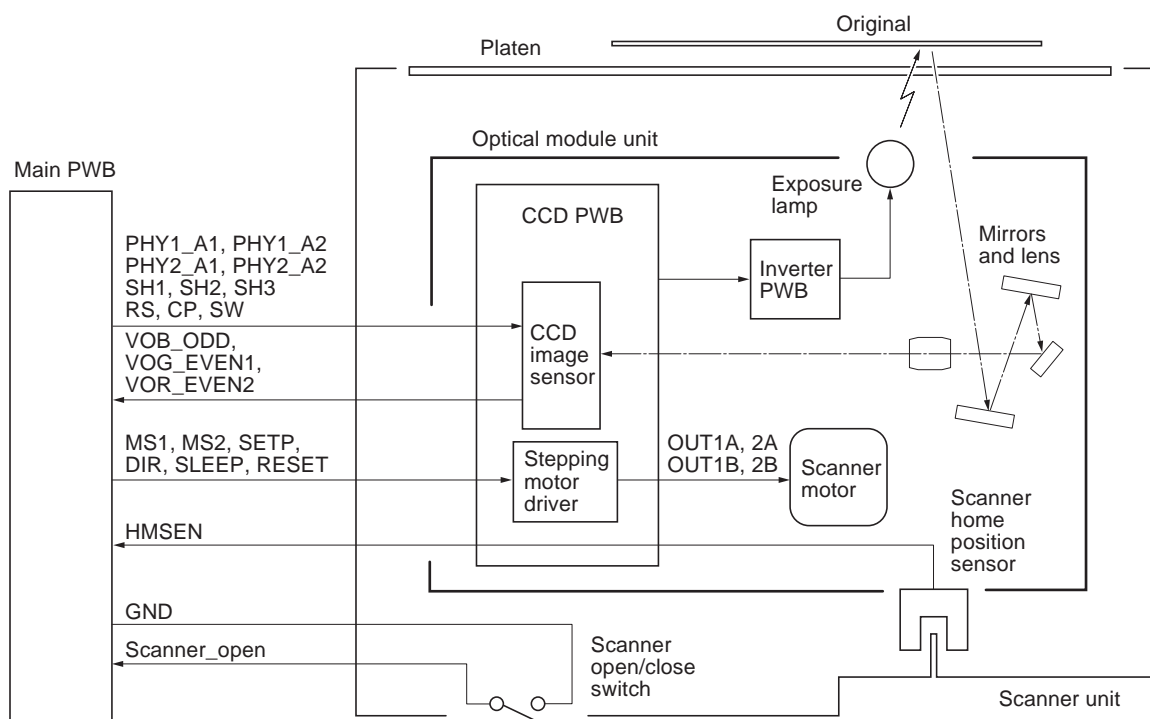 Original
Platen
Optical module unit
Main PWB
Exposure
lamp
CCD PWB
PHY1_A1, PHY1_A2
PHY2_A1, PHY2_A2
SH1, SH2, SH3
RS, CP, SW
Mirrors
and lens
Inverter
PWB
VOB_ODD,
VOG_EVEN1,
VOR_EVEN2
CCD
image
sensor
MS1, MS2, SETP,
DIR, SLEEP, RESET
Stepping
motor
driver
OUT1A, 2A
OUT1B, 2B
Scanner
motor
Scanner
home
position
sensor
HMSEN
GND
Scanner_open
Scanner
open/close
switch
Scanner unit